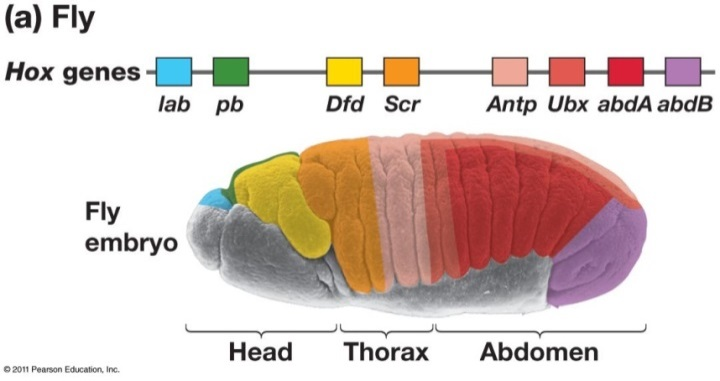 (a) Fly
Hox genes
lab pb Dfd Scr Antp Ubx abdA abdB
Fly
embryo
Head Thorax Abdomen
© 2011 Pearson Education, Inc.